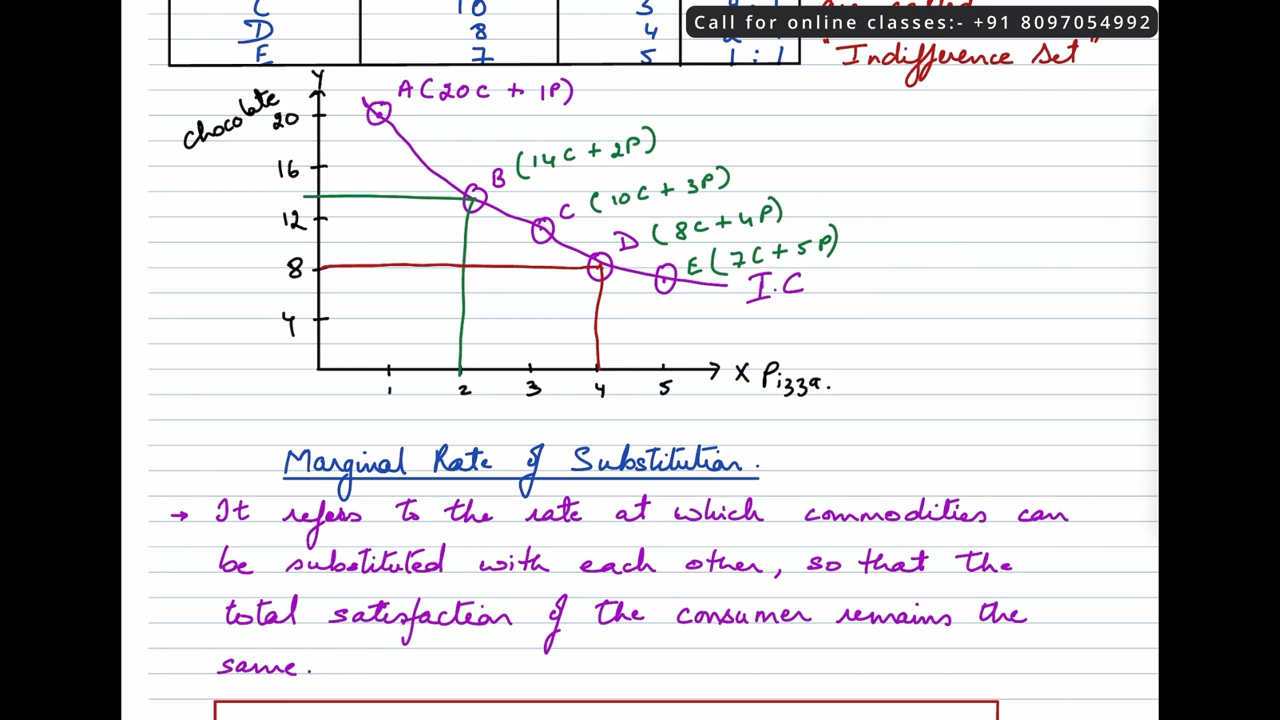 C 10 3
Call for online classes:- +91 8097054992
D 8 4
"Indifference Set"
E 7 5 1 : 1
Y
A (20C + 1P)
chocolate
20
B (14C + 2P)
16
C (10C + 3P)
12
D (8C + 4P)
E (7C + 5P)
8
I.C
4
1 2 3 4 5 X Pizza.
Marginal Rate of Substitution.
→ It refers to the rate at which commodities can
be substituted with each other, so that the
total satisfaction of the consumer remains the
same.